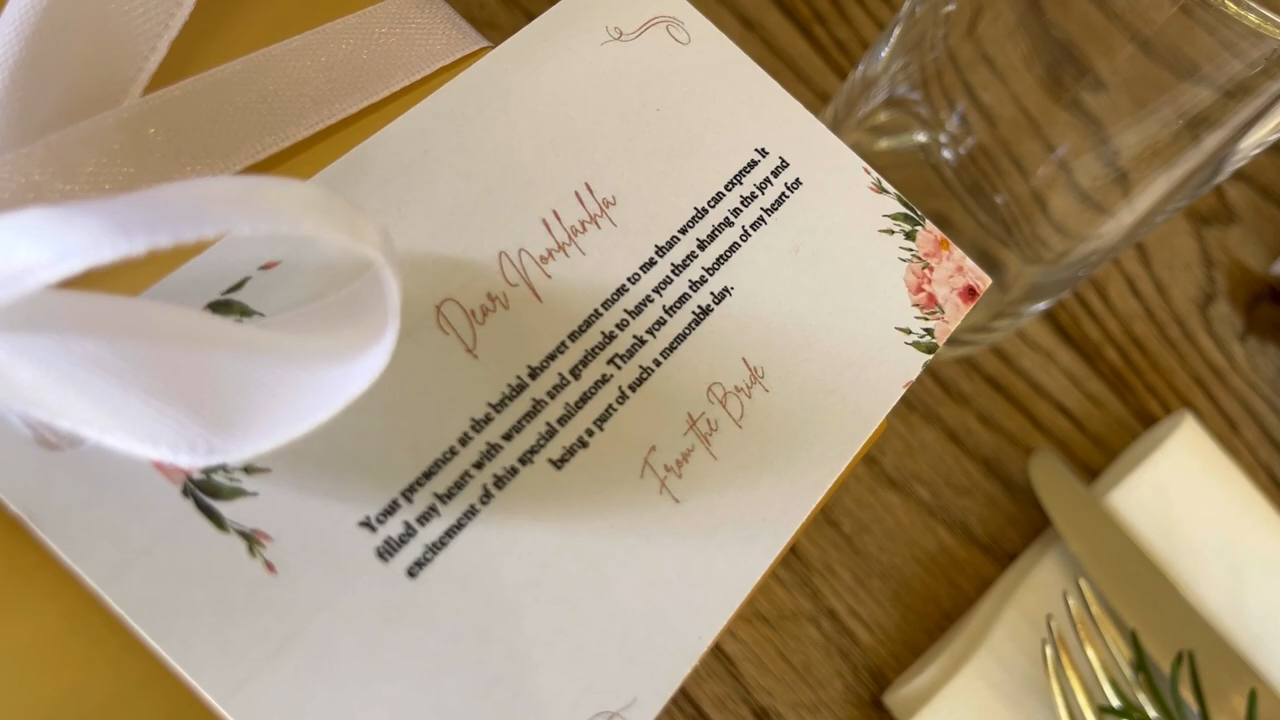 Dear Nonhlanhla
Your presence at the bridal shower meant more to me than words can express. It
filled my heart with warmth and gratitude to have you there sharing in the joy and
excitement of this special milestone. Thank you from the bottom of my heart for
being a part of such a memorable day.
From the Bride